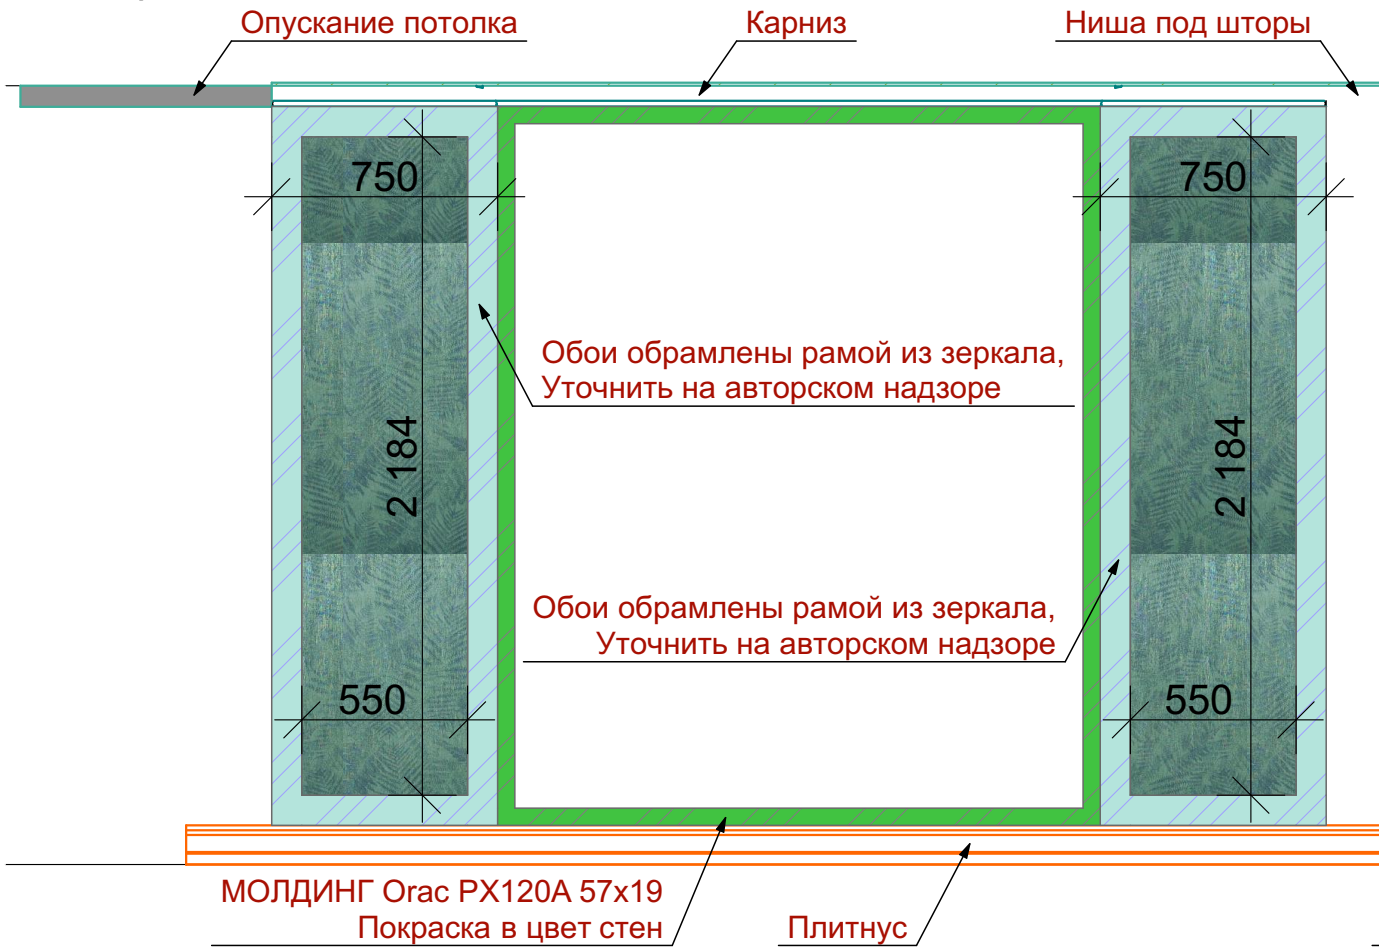 Опускание потолка
Карниз
Ниша под шторы
750
750
Обои обрамлены рамой из зеркала,
Уточнить на авторском надзоре
2 184
2 184
Обои обрамлены рамой из зеркала,
Уточнить на авторском надзоре
550
550
МОЛДИНГ Orac PX120A 57x19
Покраска в цвет стен
Плитнус